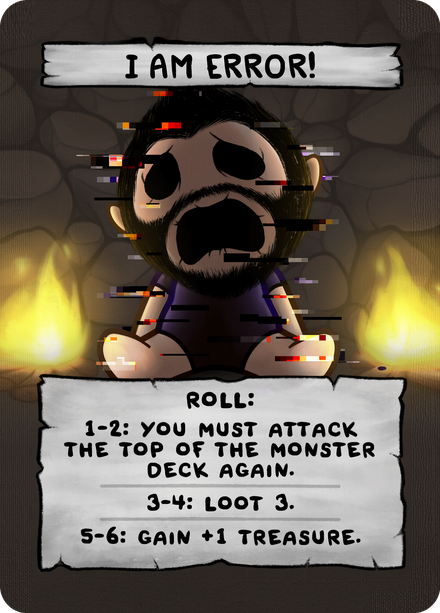 I AM ERROR!
ROLL:
1-2: YOU MUST ATTACK
THE TOP OF THE MONSTER
DECK AGAIN.
3-4: LOOT 3.
5-6: GAIN +1 TREASURE.